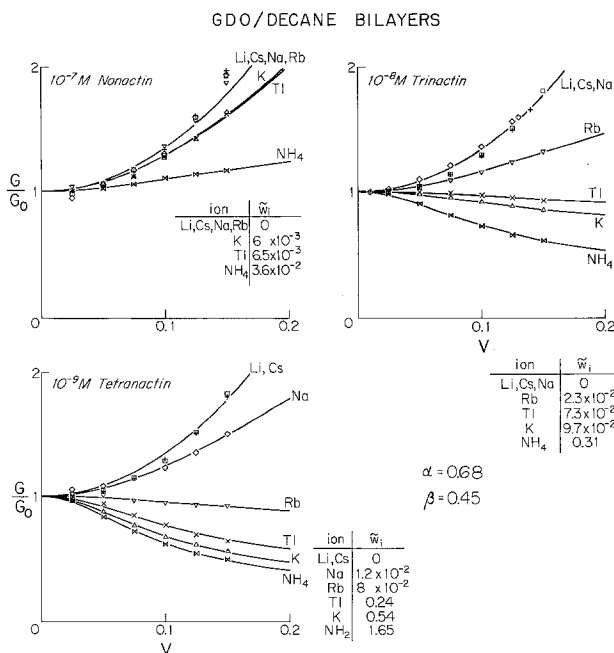 GDO/DECANE BILAYERS
2
10⁻⁷M Nonactin
Li,Cs,Na,Rb
K
Tl
NH₄
G/G₀
1
ion w̃ᵢ
Li,Cs,Na,Rb 0
K 6 x10⁻³
Tl 6.5x10⁻³
NH₄ 3.6x10⁻²
0 0.1 0.2
2
10⁻⁸M Trinactin
Li,Cs,Na
Rb
1
Tl
K
NH₄
0 0.1 0.2
V
ion w̃ᵢ
Li,Cs,Na 0
Rb 2.3x10⁻²
Tl 7.3x10⁻²
K 9.7x10⁻²
NH₄ 0.31
α=0.68
β=0.45
2
10⁻⁹M Tetranactin
Li,Cs
Na
G/G₀
1
Rb
Tl
K
NH₄
0 0.1 0.2
V
ion w̃ᵢ
Li,Cs 0
Na 1.2x10⁻²
Rb 8 x10⁻²
Tl 0.24
K 0.54
NH₂ 1.65